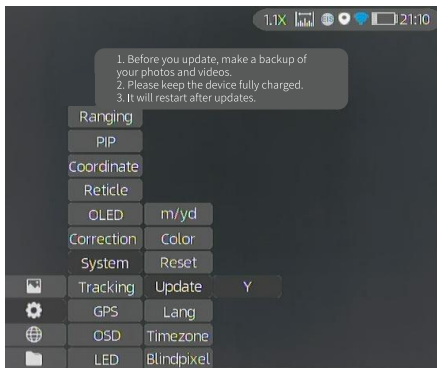 1.1X 21:10
1. Before you update, make a backup of
your photos and videos.
2. Please keep the device fully charged.
3. It will restart after updates.
Ranging
PIP
Coordinate
Reticle
OLED m/yd
Correction Color
System Reset
Tracking Update Y
GPS Lang
OSD Timezone
LED Blindpixel